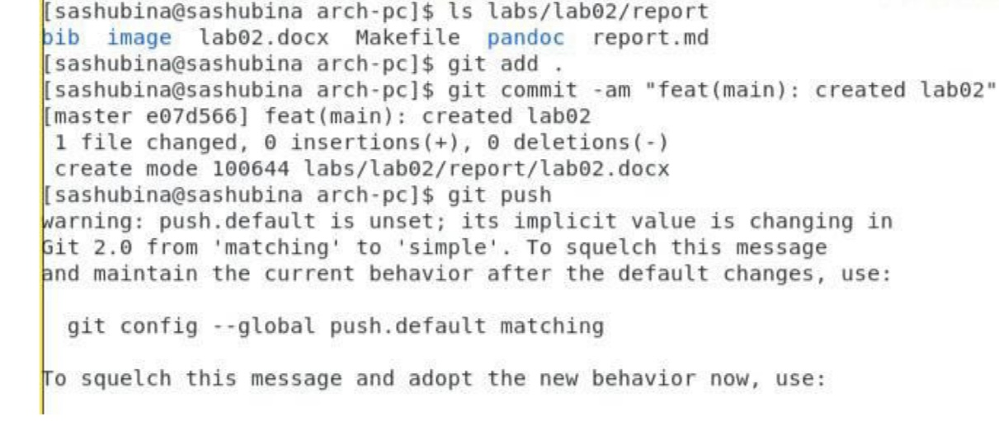 [sashubina@sashubina arch-pc]$ ls labs/lab02/report
bib  image  lab02.docx  Makefile  pandoc  report.md
[sashubina@sashubina arch-pc]$ git add .
[sashubina@sashubina arch-pc]$ git commit -am "feat(main): created lab02"
[master e07d566] feat(main): created lab02
 1 file changed, 0 insertions(+), 0 deletions(-)
 create mode 100644 labs/lab02/report/lab02.docx
[sashubina@sashubina arch-pc]$ git push
warning: push.default is unset; its implicit value is changing in
Git 2.0 from 'matching' to 'simple'. To squelch this message
and maintain the current behavior after the default changes, use:

  git config --global push.default matching

To squelch this message and adopt the new behavior now, use: